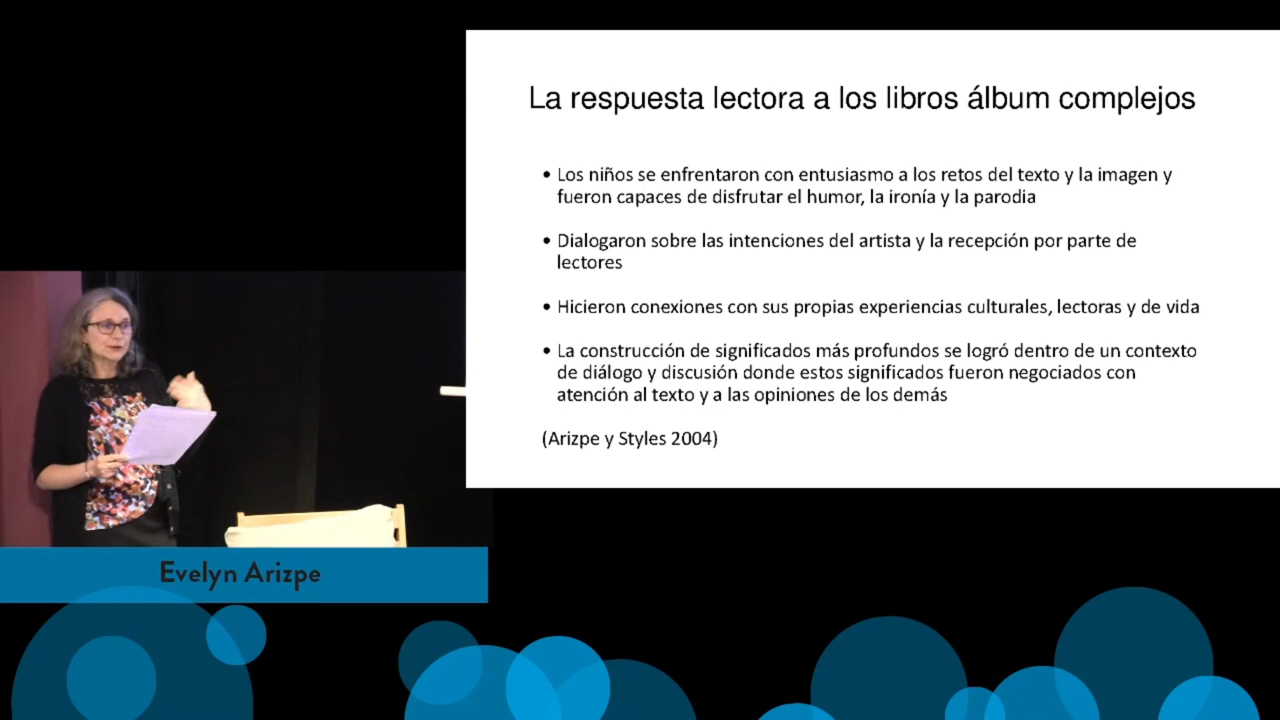 La respuesta lectora a los libros álbum complejos
• Los niños se enfrentaron con entusiasmo a los retos del texto y la imagen y
fueron capaces de disfrutar el humor, la ironía y la parodia
• Dialogaron sobre las intenciones del artista y la recepción por parte de
lectores
• Hicieron conexiones con sus propias experiencias culturales, lectoras y de vida
• La construcción de significados más profundos se logró dentro de un contexto
de diálogo y discusión donde estos significados fueron negociados con
atención al texto y a las opiniones de los demás
(Arizpe y Styles 2004)
Evelyn Arizpe